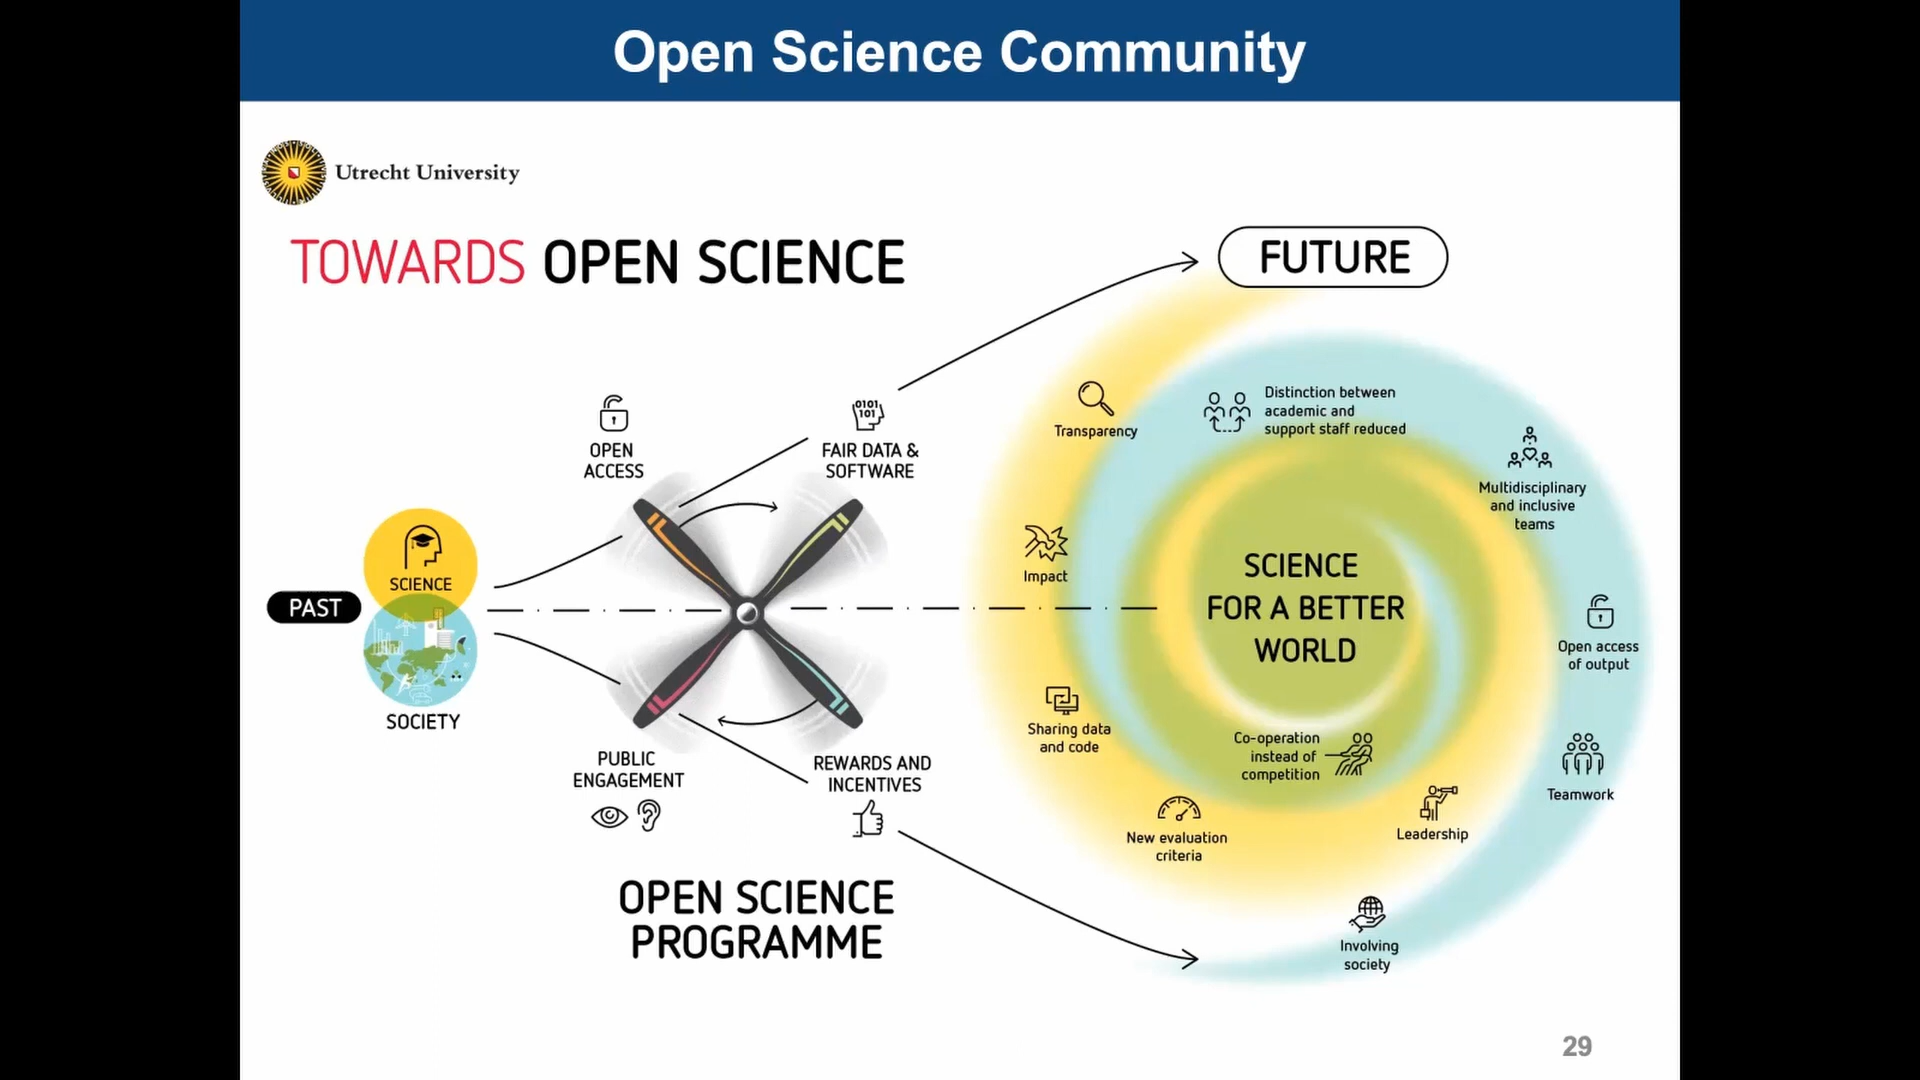 Open Science Community
Utrecht University
TOWARDS OPEN SCIENCE
FUTURE
OPEN
ACCESS
FAIR DATA &
SOFTWARE
0101
101
PAST
SCIENCE
SOCIETY
PUBLIC
ENGAGEMENT
REWARDS AND
INCENTIVES
OPEN SCIENCE
PROGRAMME
Transparency
Distinction between
academic and
support staff reduced
Multidisciplinary
and inclusive
teams
Impact
SCIENCE
FOR A BETTER
WORLD
Open access
of output
Sharing data
and code
Co-operation
instead of
competition
Teamwork
New evaluation
criteria
Leadership
Involving
society
29